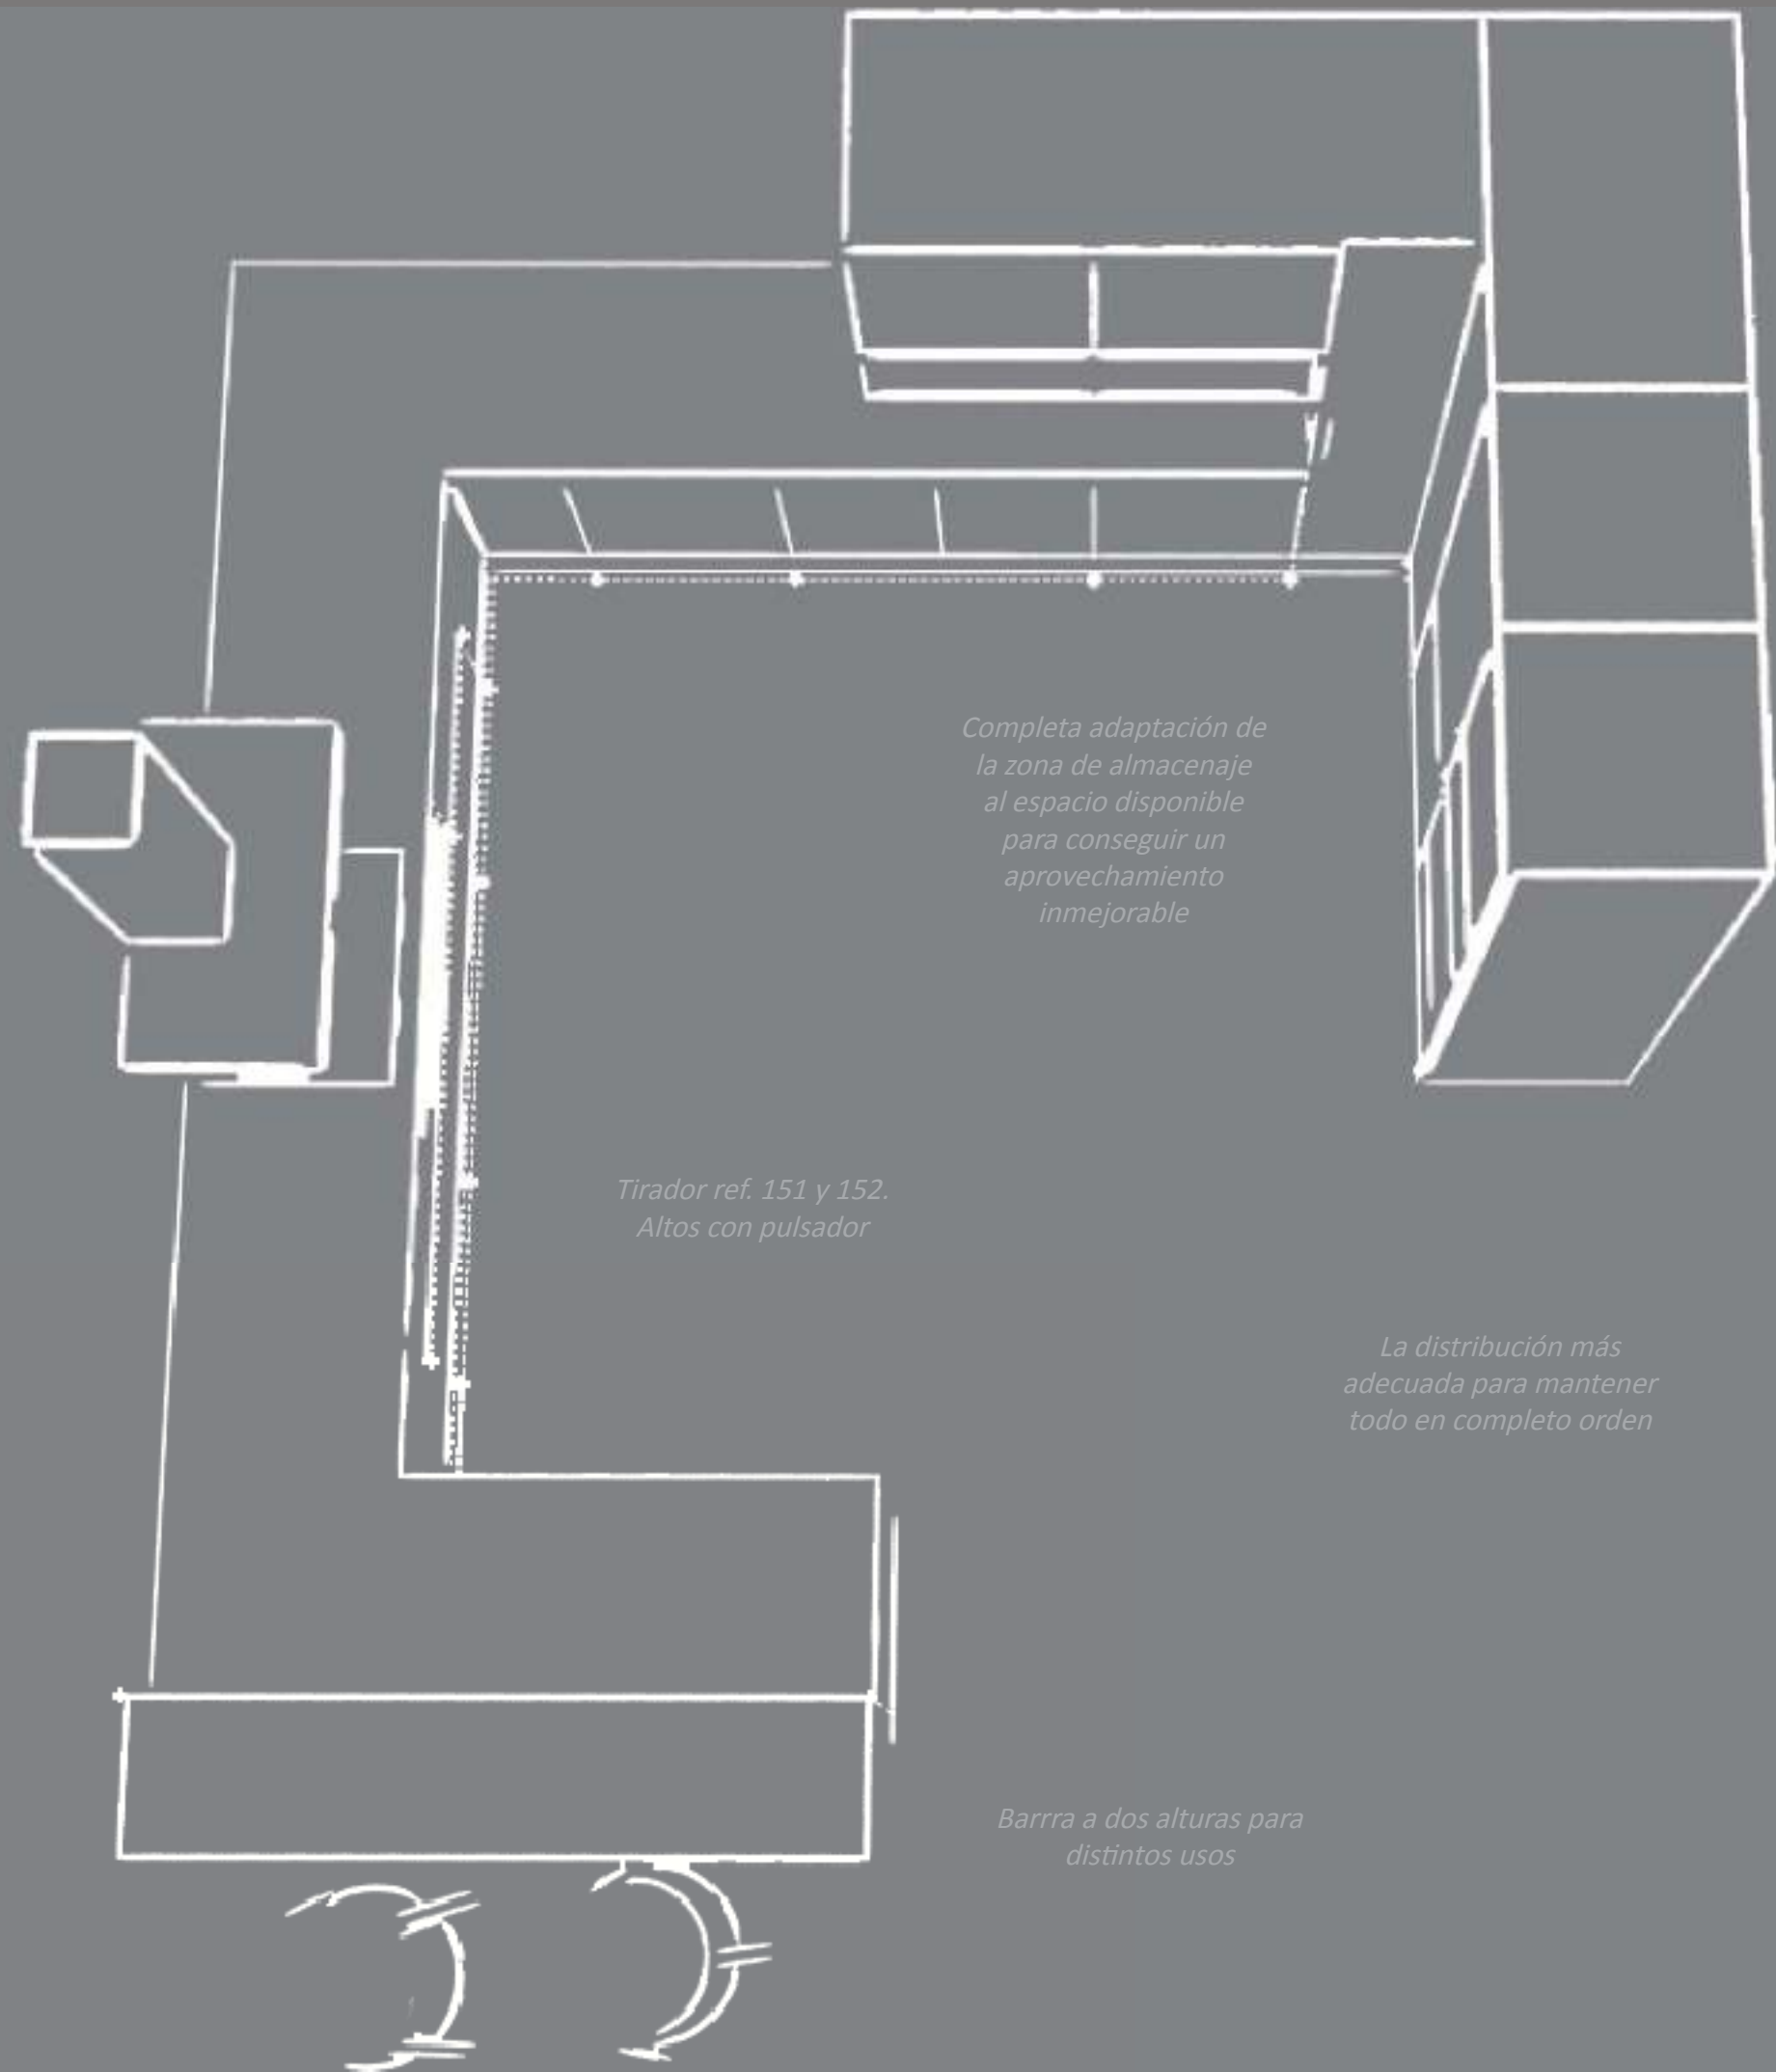 Completa adaptación de
la zona de almacenaje
al espacio disponible
para conseguir un
aprovechamiento
inmejorable
Tirador ref. 151 y 152.
Altos con pulsador
La distribución más
adecuada para mantener
todo en completo orden
Barrra a dos alturas para
distintos usos